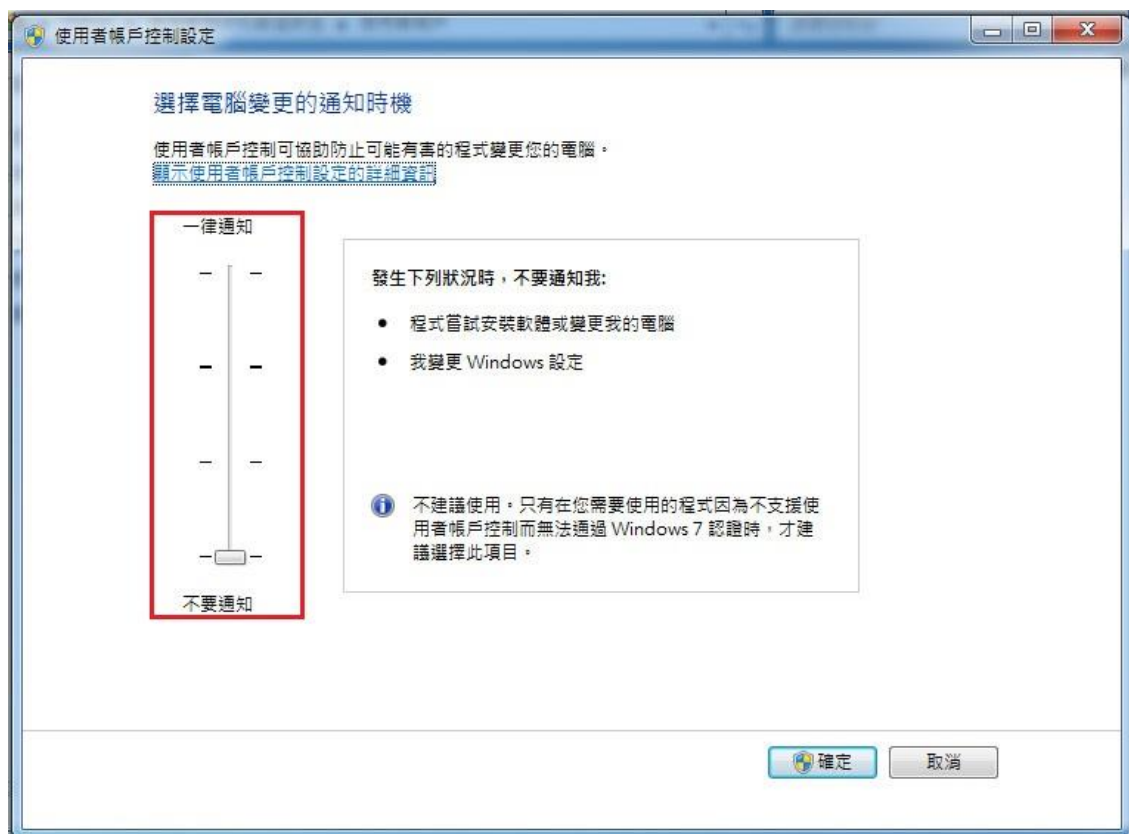 使用者帳戶控制設定
選擇電腦變更的通知時機
使用者帳戶控制可協助防止可能有害的程式變更您的電腦。
顯示使用者帳戶控制設定的詳細資訊
一律通知
發生下列狀況時，不要通知我:
• 程式嘗試安裝軟體或變更我的電腦
• 我變更 Windows 設定
不建議使用。只有在您需要使用的程式因為不支援使
用者帳戶控制而無法通過 Windows 7 認證時，才建
議選擇此項目。
不要通知
確定
取消